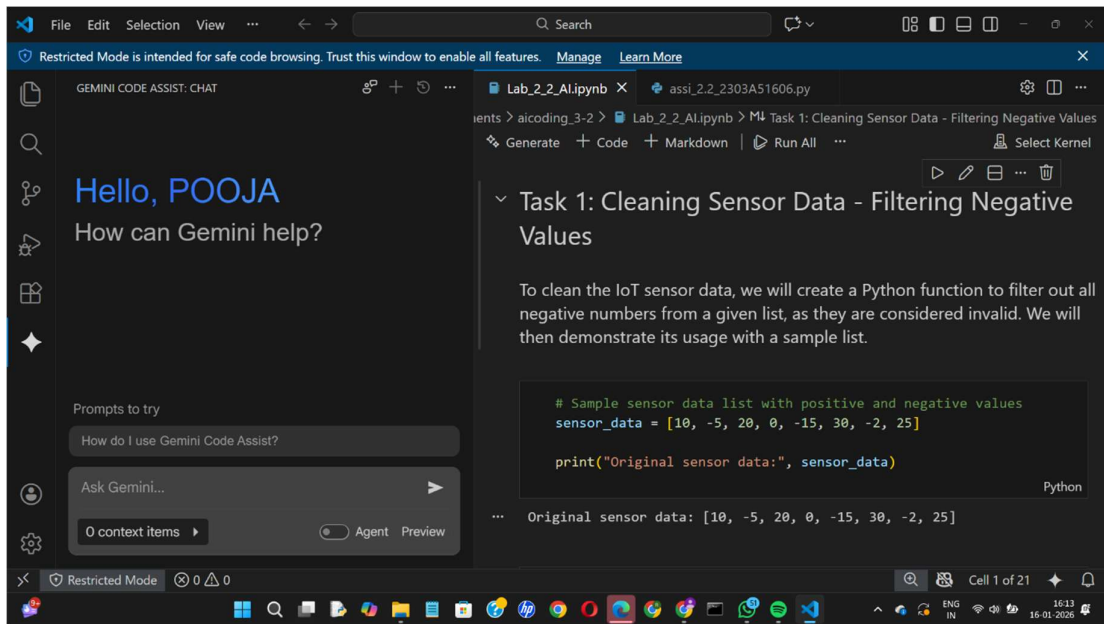 File Edit Selection View ... Search
Restricted Mode is intended for safe code browsing. Trust this window to enable all features. Manage Learn More
GEMINI CODE ASSIST: CHAT
Hello, POOJA
How can Gemini help?
Prompts to try
How do I use Gemini Code Assist?
Ask Gemini...
0 context items
Agent Preview
Lab_2_2_AI.ipynb assi_2.2_2303A51606.py
ents > aicoding_3-2 > Lab_2_2_AI.ipynb > M↓ Task 1: Cleaning Sensor Data - Filtering Negative Values
Generate + Code + Markdown | Run All ... Select Kernel
Task 1: Cleaning Sensor Data - Filtering Negative
Values
To clean the IoT sensor data, we will create a Python function to filter out all
negative numbers from a given list, as they are considered invalid. We will
then demonstrate its usage with a sample list.
# Sample sensor data list with positive and negative values
sensor_data = [10, -5, 20, 0, -15, 30, -2, 25]
print("Original sensor data:", sensor_data)
Python
... Original sensor data: [10, -5, 20, 0, -15, 30, -2, 25]
Restricted Mode 0 0 Cell 1 of 21
ENG 16:13
IN 16-01-2026